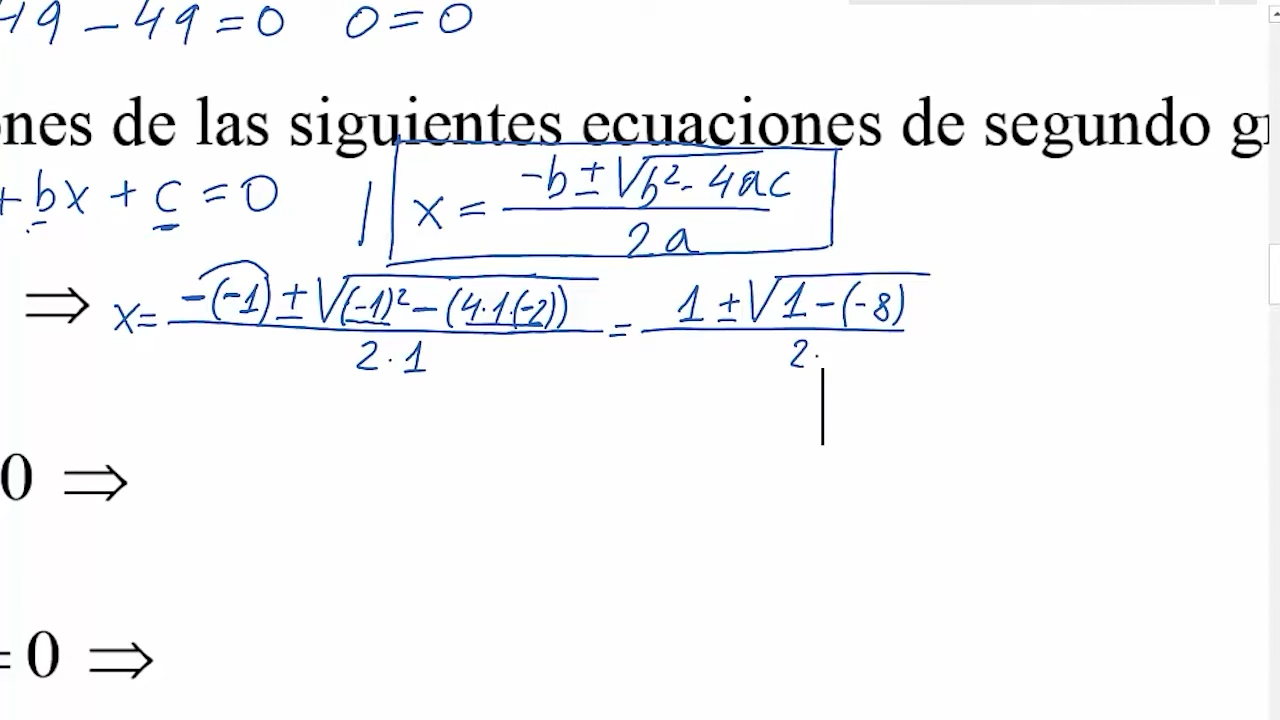 49 - 49 = 0   0 = 0
de las siguientes ecuaciones de segundo
+ bx + c = 0 | x = (-b ± √(b² - 4ac)) / 2a
⇒ x = (-(-1) ± √((-1)² - (4·1·(-2)))) / 2·1 = (1 ± √(1 - (-8))) / 2·
0 ⇒
= 0 ⇒